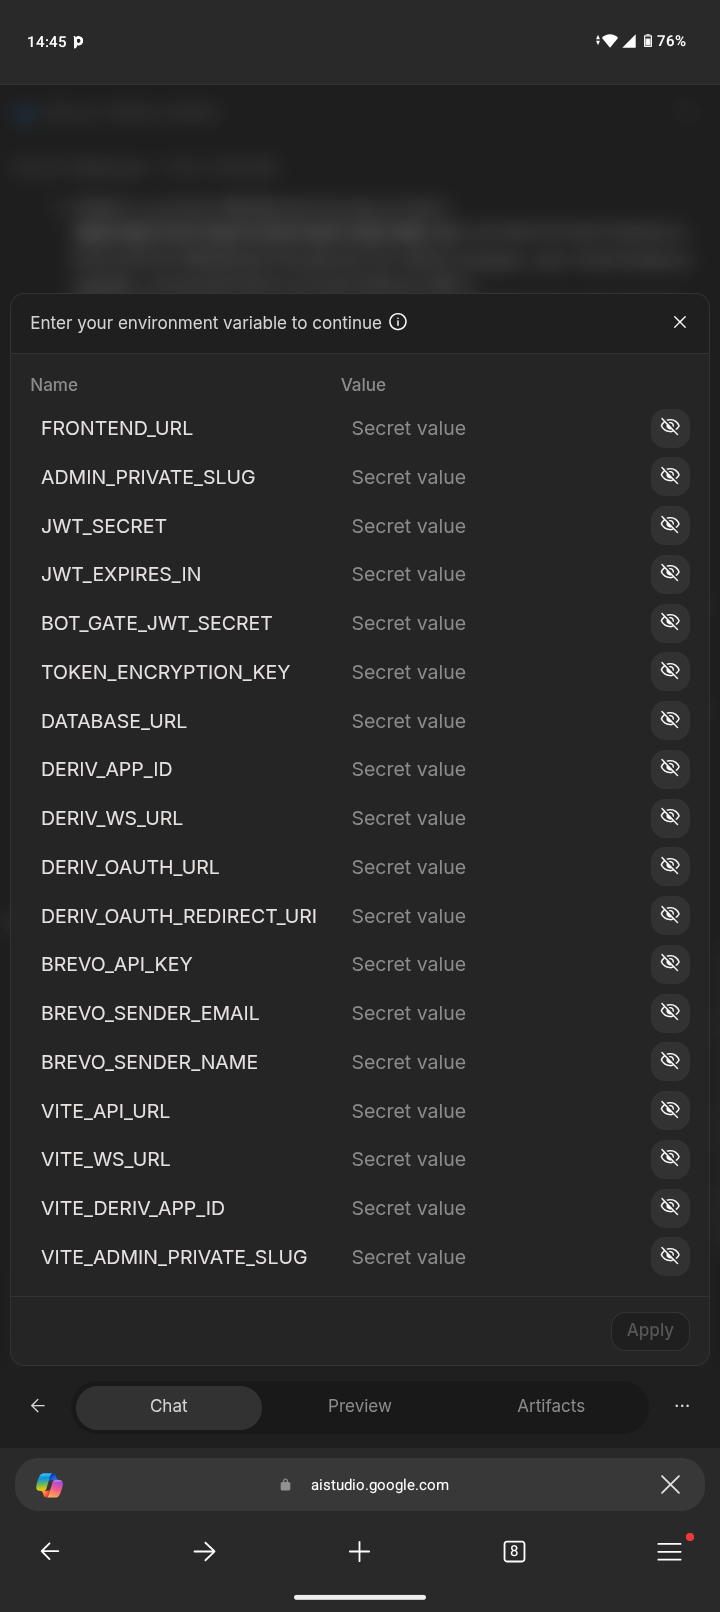 14:45
76%
Enter your environment variable to continue
Name Value
FRONTEND_URL Secret value
ADMIN_PRIVATE_SLUG Secret value
JWT_SECRET Secret value
JWT_EXPIRES_IN Secret value
BOT_GATE_JWT_SECRET Secret value
TOKEN_ENCRYPTION_KEY Secret value
DATABASE_URL Secret value
DERIV_APP_ID Secret value
DERIV_WS_URL Secret value
DERIV_OAUTH_URL Secret value
DERIV_OAUTH_REDIRECT_URI Secret value
BREVO_API_KEY Secret value
BREVO_SENDER_EMAIL Secret value
BREVO_SENDER_NAME Secret value
VITE_API_URL Secret value
VITE_WS_URL Secret value
VITE_DERIV_APP_ID Secret value
VITE_ADMIN_PRIVATE_SLUG Secret value
Apply
Chat Preview Artifacts
aistudio.google.com
8